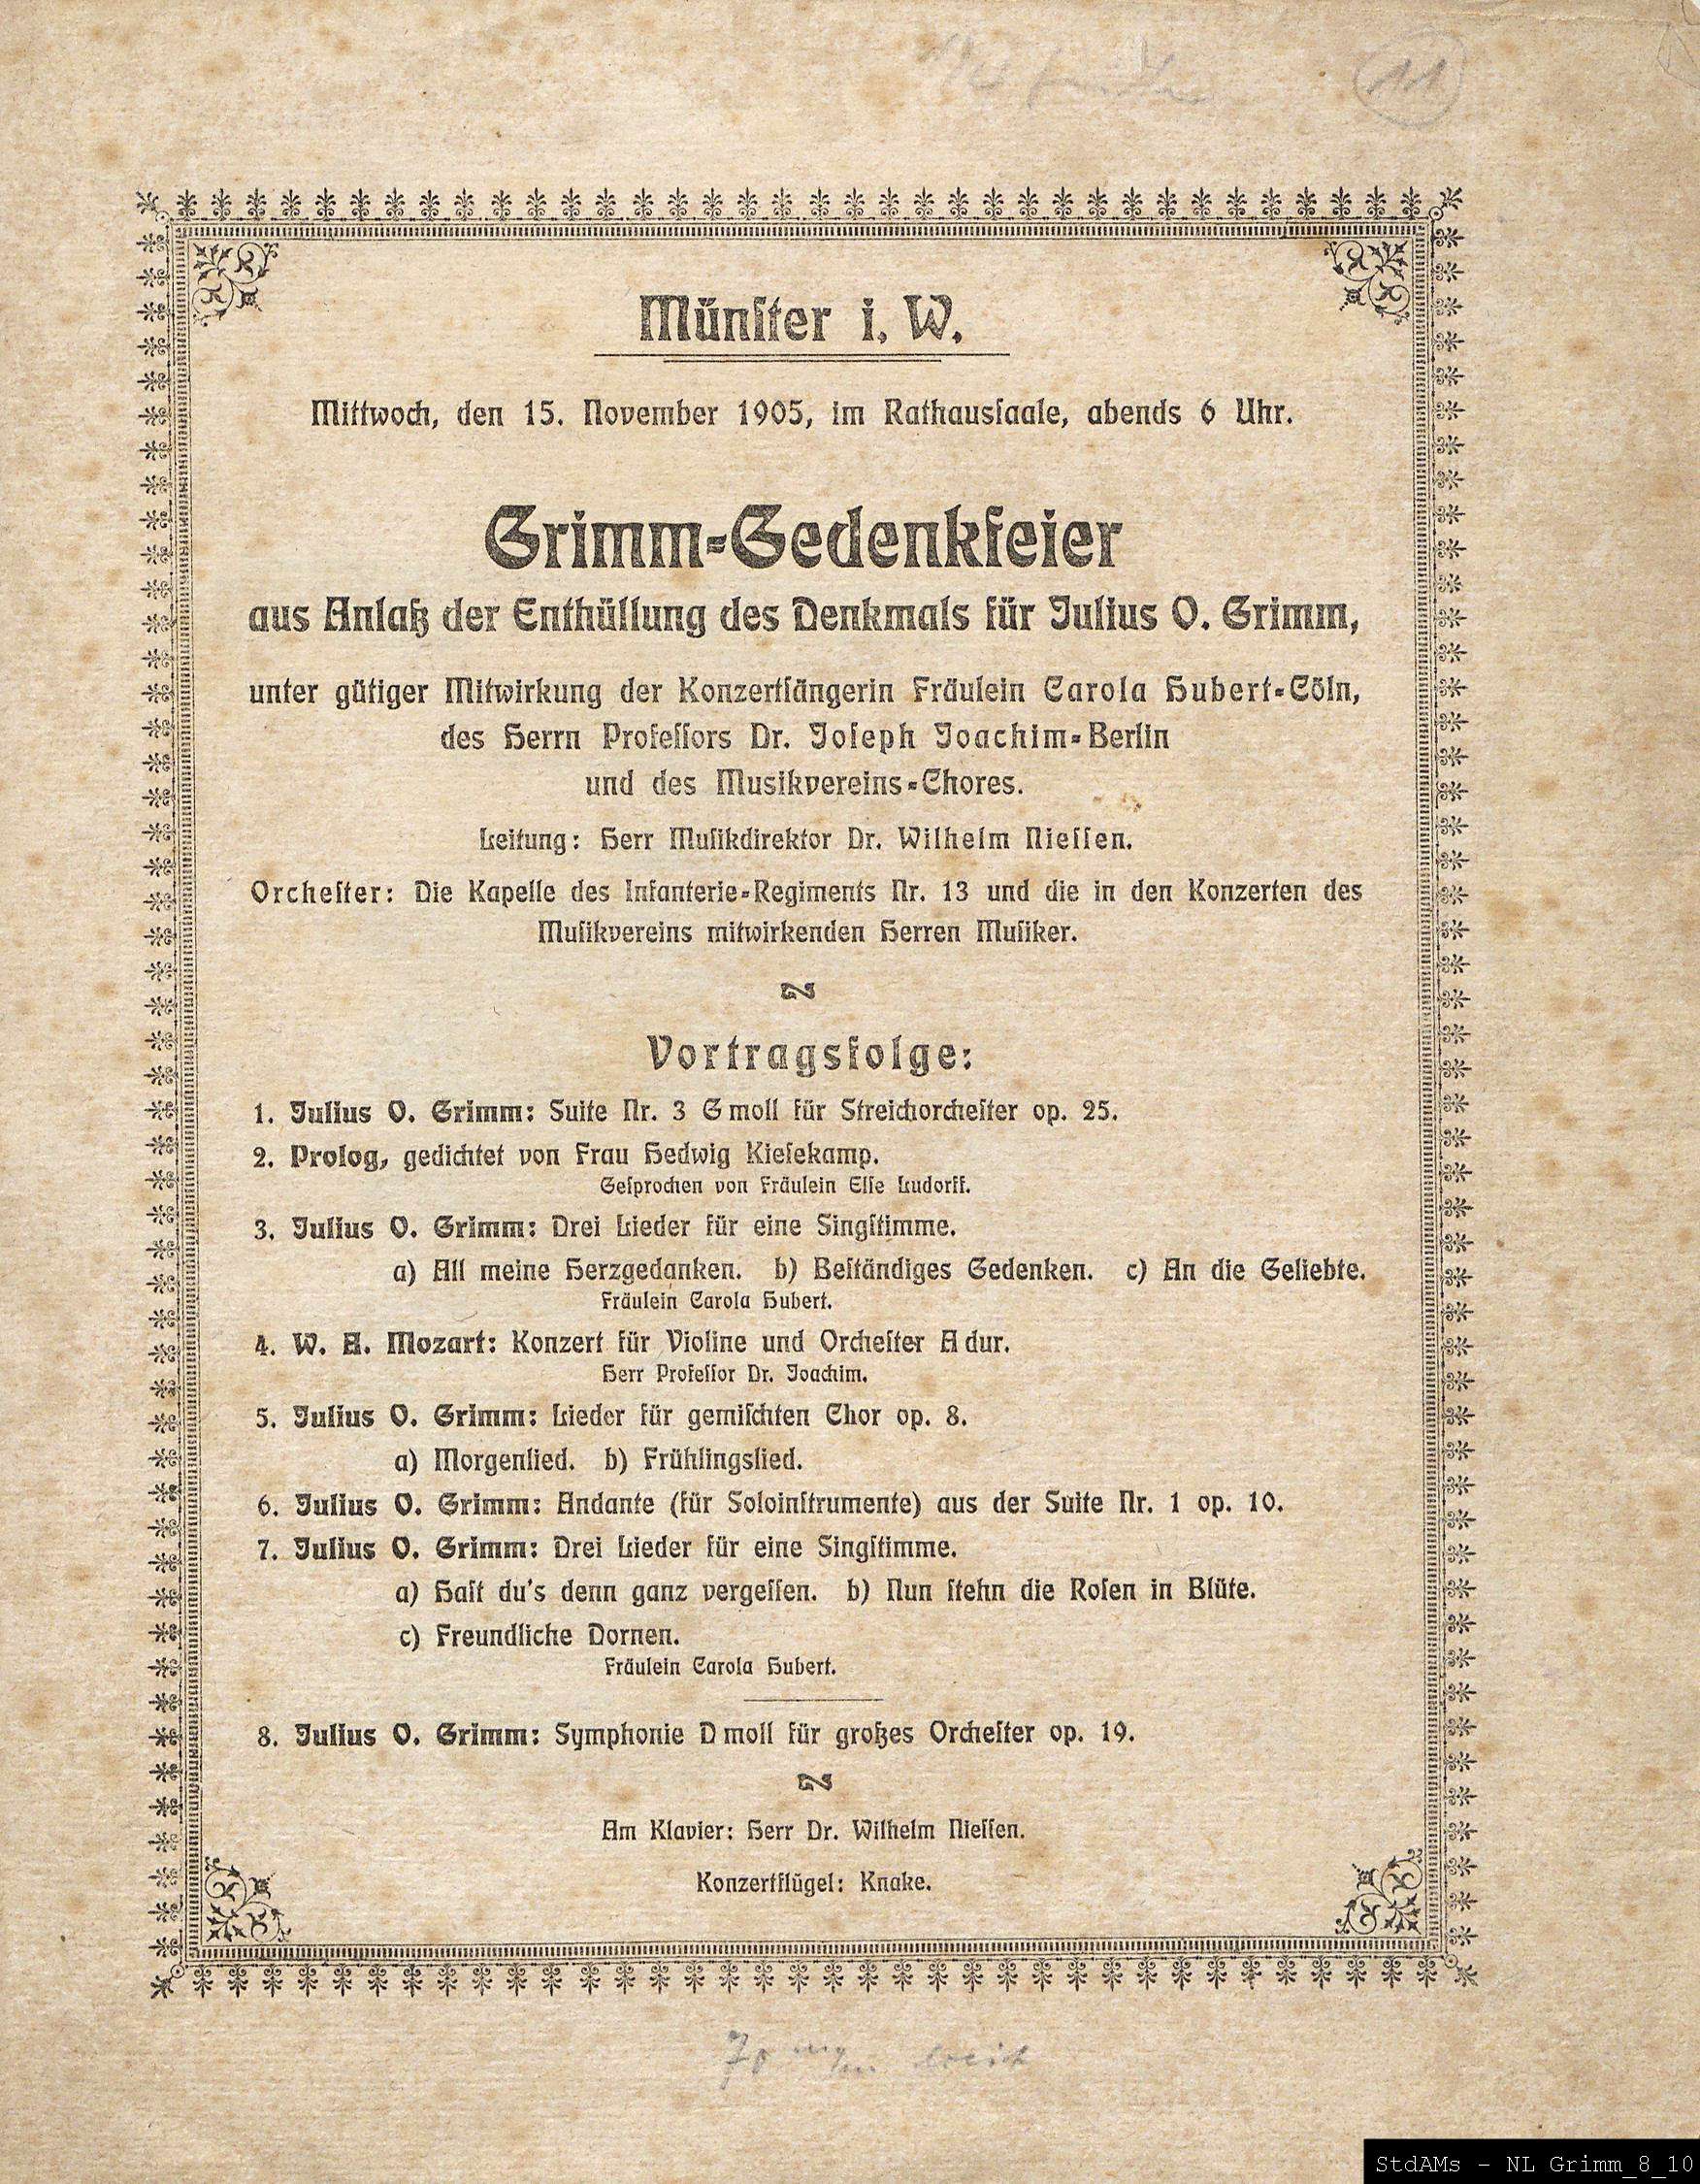 11
Münster i. W.
Mittwoch, den 15. November 1905, im Rathaussaale, abends 6 Uhr.
Grimm-Gedenkfeier
aus Anlaß der Enthüllung des Denkmals für Julius O. Grimm,
unter gütiger Mitwirkung der Konzertsängerin Fräulein Carola Hubert-Cöln,
des Herrn Professors Dr. Joseph Joachim-Berlin
und des Musikvereins-Chores.
Leitung: Herr Musikdirektor Dr. Wilhelm Niessen.
Orchester: Die Kapelle des Infanterie-Regiments Nr. 13 und die in den Konzerten des
Musikvereins mitwirkenden Herren Musiker.
Vortragsfolge:
1. Julius O. Grimm: Suite Nr. 3 G moll für Streichorchester op. 25.
2. Prolog, gedichtet von Frau Hedwig Kiesekamp.
Gesprochen von Fräulein Else Ludorff.
3. Julius O. Grimm: Drei Lieder für eine Singstimme.
a) All meine Herzgedanken. b) Beständiges Gedenken. c) An die Geliebte.
Fräulein Carola Hubert.
4. W. A. Mozart: Konzert für Violine und Orchester A dur.
Herr Professor Dr. Joachim.
5. Julius O. Grimm: Lieder für gemischten Chor op. 8.
a) Morgenlied. b) Frühlingslied.
6. Julius O. Grimm: Andante (für Soloinstrumente) aus der Suite Nr. 1 op. 10.
7. Julius O. Grimm: Drei Lieder für eine Singstimme.
a) Hast du's denn ganz vergessen. b) Nun stehn die Rosen in Blüte.
c) Freundliche Dornen.
Fräulein Carola Hubert.
8. Julius O. Grimm: Symphonie D moll für großes Orchester op. 19.
Am Klavier: Herr Dr. Wilhelm Niessen.
Konzertflügel: Knake.
breit
StdAMs - NL Grimm_8_10